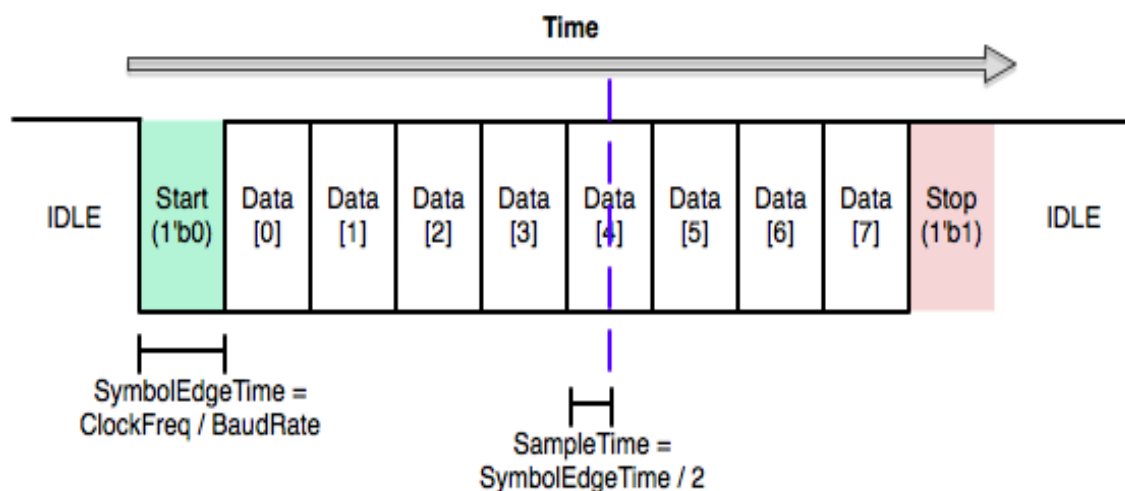 Time
IDLE
Start
(1'b0)
Data
[0]
Data
[1]
Data
[2]
Data
[3]
Data
[4]
Data
[5]
Data
[6]
Data
[7]
Stop
(1'b1)
IDLE
SymbolEdgeTime =
ClockFreq / BaudRate
SampleTime =
SymbolEdgeTime / 2